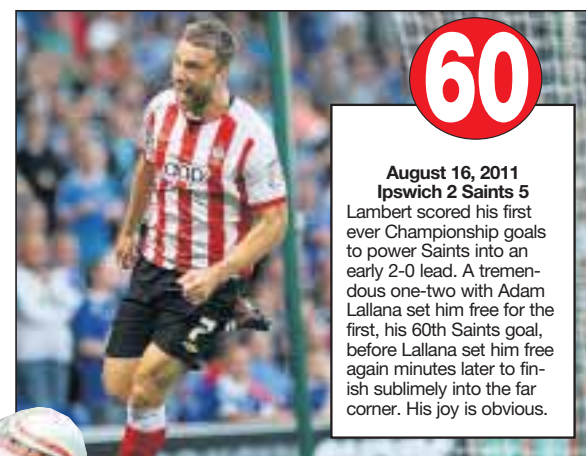 60
August 16, 2011
Ipswich 2 Saints 5
Lambert scored his first
ever Championship goals
to power Saints into an
early 2-0 lead. A tremen-
dous one-two with Adam
Lallana set him free for the
first, his 60th Saints goal,
before Lallana set him free
again minutes later to fin-
ish sublimely into the far
corner. His joy is obvious.